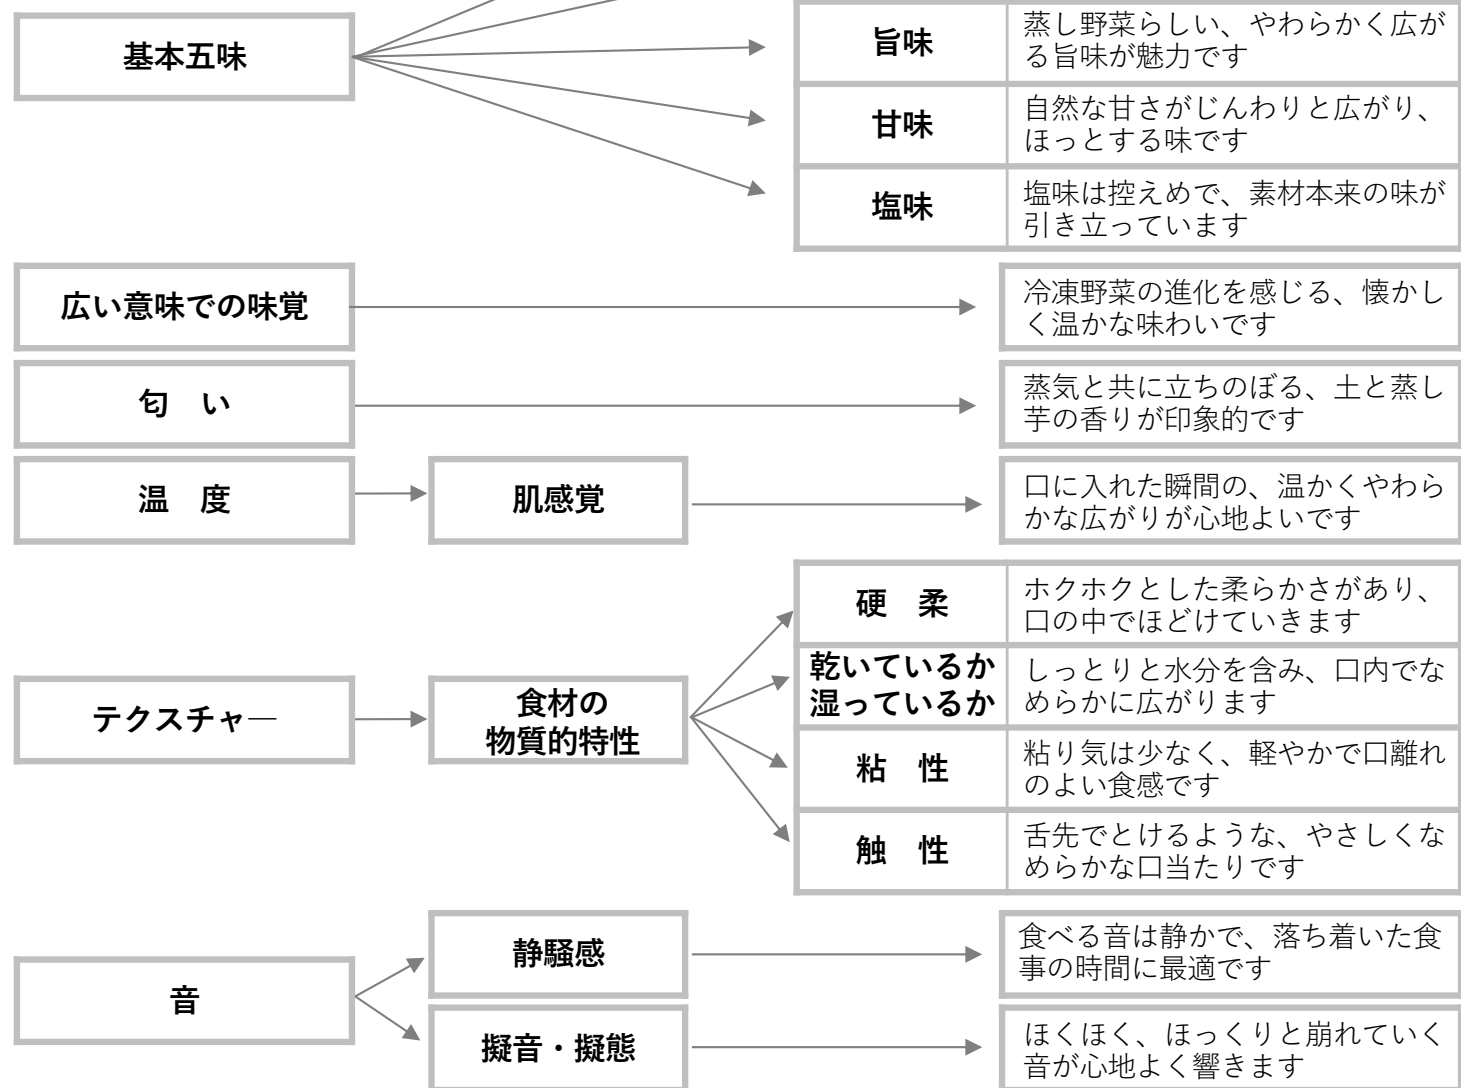 基本五味
旨味
蒸し野菜らしい、やわらかく広が
る旨味が魅力です
甘味
自然な甘さがじんわりと広がり、
ほっとする味です
塩味
塩味は控えめで、素材本来の味が
引き立っています
広い意味での味覚
冷凍野菜の進化を感じる、懐かし
く温かな味わいです
匂　い
蒸気と共に立ちのぼる、土と蒸し
芋の香りが印象的です
温　度
肌感覚
口に入れた瞬間の、温かくやわら
かな広がりが心地よいです
テクスチャ―
食材の
物質的特性
硬　柔
ホクホクとした柔らかさがあり、
口の中でほどけていきます
乾いているか
湿っているか
しっとりと水分を含み、口内でな
めらかに広がります
粘　性
粘り気は少なく、軽やかで口離れ
のよい食感です
触　性
舌先でとけるような、やさしくな
めらかな口当たりです
音
静騒感
食べる音は静かで、落ち着いた食
事の時間に最適です
擬音・擬態
ほくほく、ほっくりと崩れていく
音が心地よく響きます